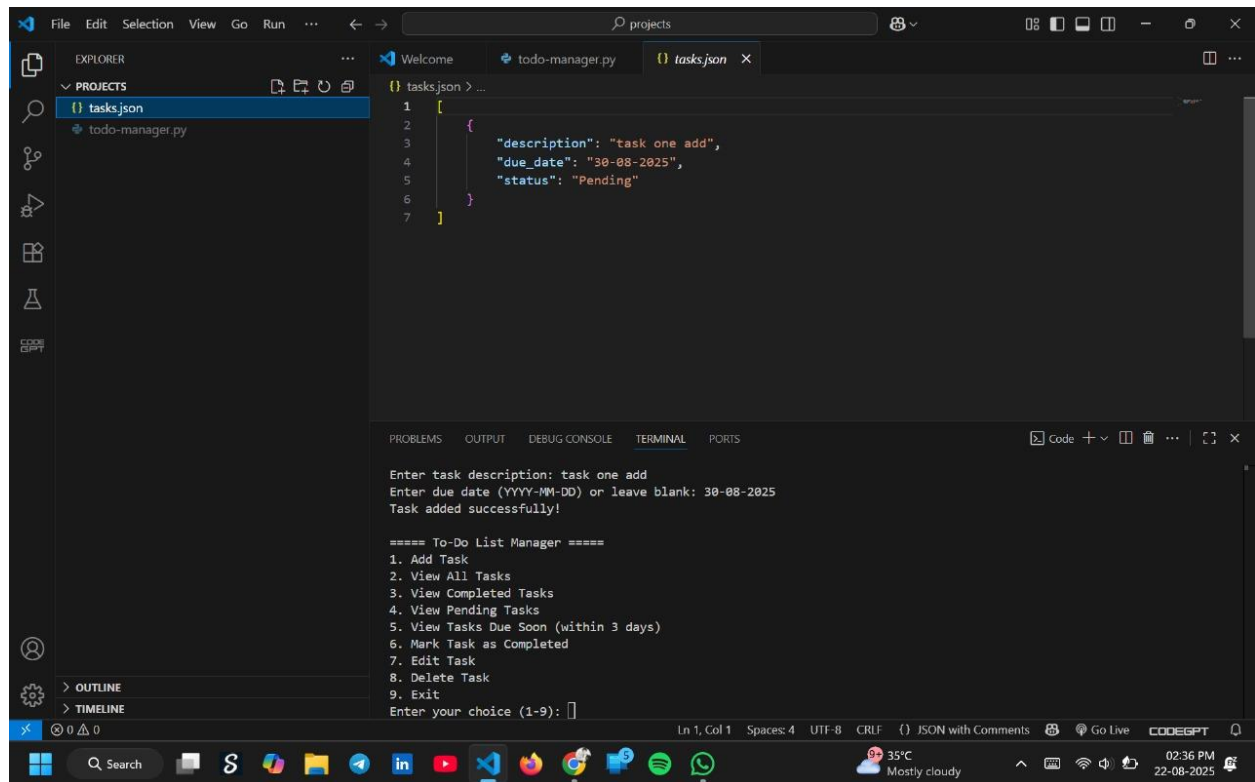 File Edit Selection View Go Run ··· projects
EXPLORER ···
Welcome todo-manager.py {} tasks.json
PROJECTS
{} tasks.json
todo-manager.py
{} tasks.json > ...
1 [
2 {
3 "description": "task one add",
4 "due_date": "30-08-2025",
5 "status": "Pending"
6 }
7 ]
CODE
GPT
PROBLEMS OUTPUT DEBUG CONSOLE TERMINAL PORTS Code
Enter task description: task one add
Enter due date (YYYY-MM-DD) or leave blank: 30-08-2025
Task added successfully!
===== To-Do List Manager =====
1. Add Task
2. View All Tasks
3. View Completed Tasks
4. View Pending Tasks
5. View Tasks Due Soon (within 3 days)
6. Mark Task as Completed
7. Edit Task
8. Delete Task
9. Exit
Enter your choice (1-9):
OUTLINE
TIMELINE
0 0 Ln 1, Col 1 Spaces: 4 UTF-8 CRLF {} JSON with Comments Go Live CODEGPT
Search S in 9+ 35°C
Mostly cloudy
02:36 PM
22-08-2025